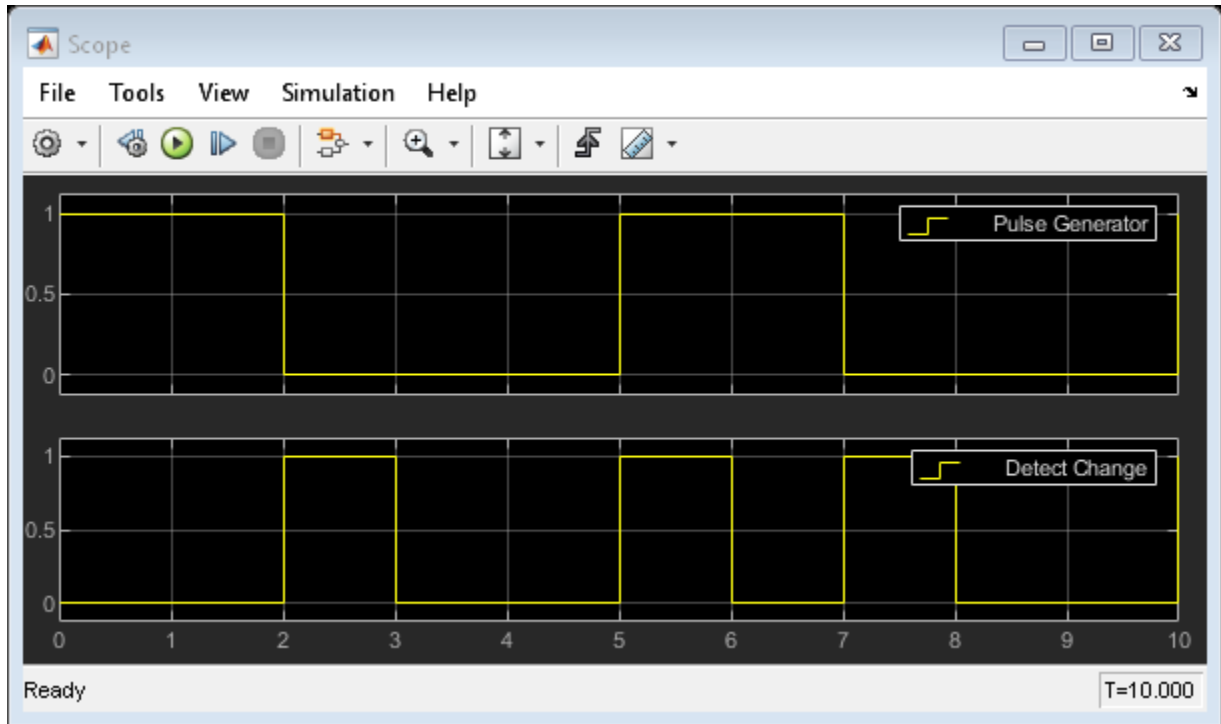 Scope
File Tools View Simulation Help
1
Pulse Generator
0.5
0
1
Detect Change
0.5
0
0 1 2 3 4 5 6 7 8 9 10
Ready T=10.000